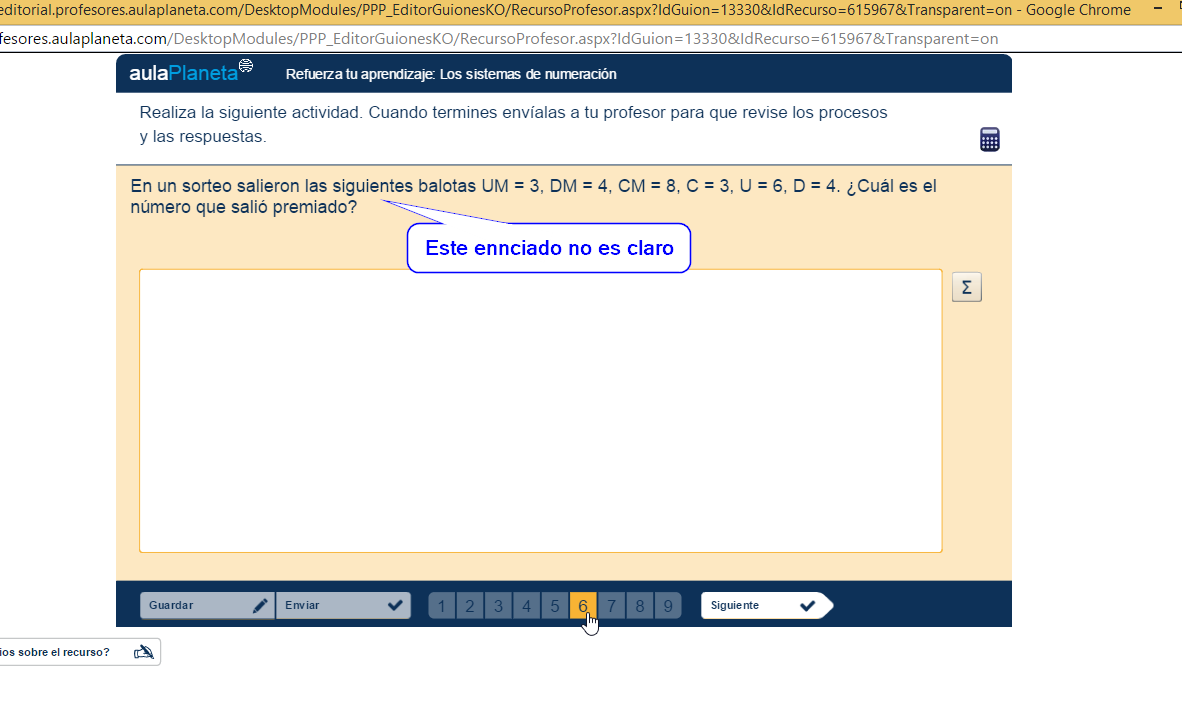 editorial.profesores.aulaplaneta.com/DesktopModules/PPP_EditorGuionesKO/RecursoProfesor.aspx?IdGuion=13330&IdRecurso=615967&Transparent=on - Google Chrome
fesores.aulaplaneta.com/DesktopModules/PPP_EditorGuionesKO/RecursoProfesor.aspx?IdGuion=13330&IdRecurso=615967&Transparent=on
aulaPlaneta Refuerza tu aprendizaje: Los sistemas de numeración
Realiza la siguiente actividad. Cuando termines envíalas a tu profesor para que revise los procesos
y las respuestas.
En un sorteo salieron las siguientes balotas UM = 3, DM = 4, CM = 8, C = 3, U = 6, D = 4. ¿Cuál es el
número que salió premiado?
Este ennciado no es claro
Σ
Guardar Enviar 1 2 3 4 5 6 7 8 9 Siguiente
ios sobre el recurso?